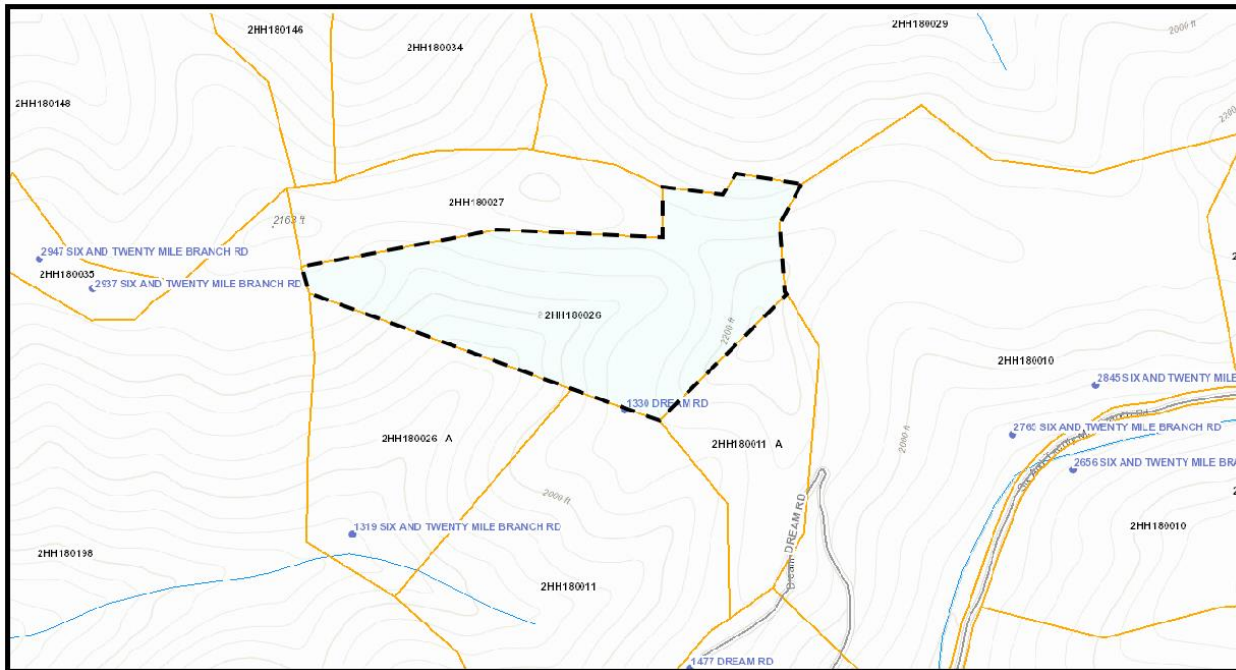 2HH180146
2HH180029
2000 ft
2HH180034
2HH180148
2200
2HH180027
2163 ft
2947 SIX AND TWENTY MILE BRANCH RD
2HH180035
2937 SIX AND TWENTY MILE BRANCH RD
2HH180026
2200 ft
2HH180010
2845 SIX AND TWENTY MILE
1330 DREAM RD
2HH180026 A
2HH180011 A
2000 ft
2763 SIX AND TWENTY MILE BRANCH RD
2656 SIX AND TWENTY MILE BRA
2000 ft
1319 SIX AND TWENTY MILE BRANCH RD
2HH180010
DREAM RD
2HH180198
2HH180011
1477 DREAM RD